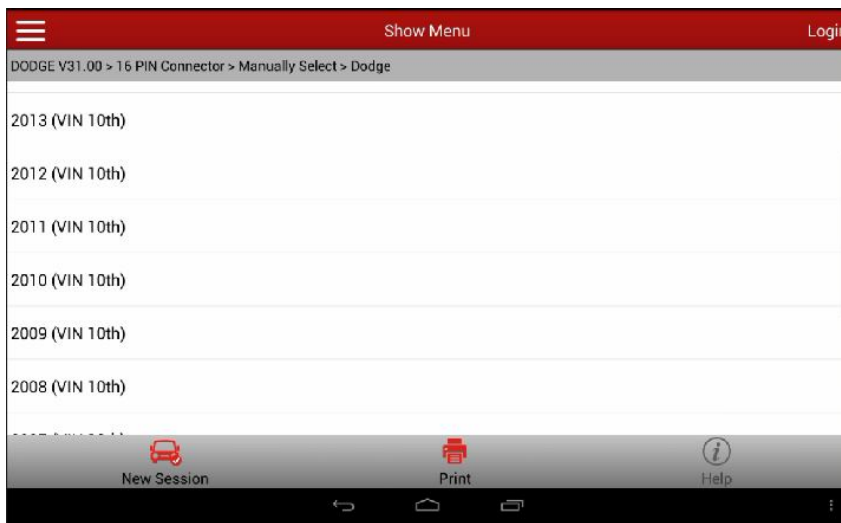 Show Menu
DODGE V31.00 > 16 PIN Connector > Manually Select > Dodge
2013 (VIN 10th)
2012 (VIN 10th)
2011 (VIN 10th)
2010 (VIN 10th)
2009 (VIN 10th)
2008 (VIN 10th)
New Session Print Help